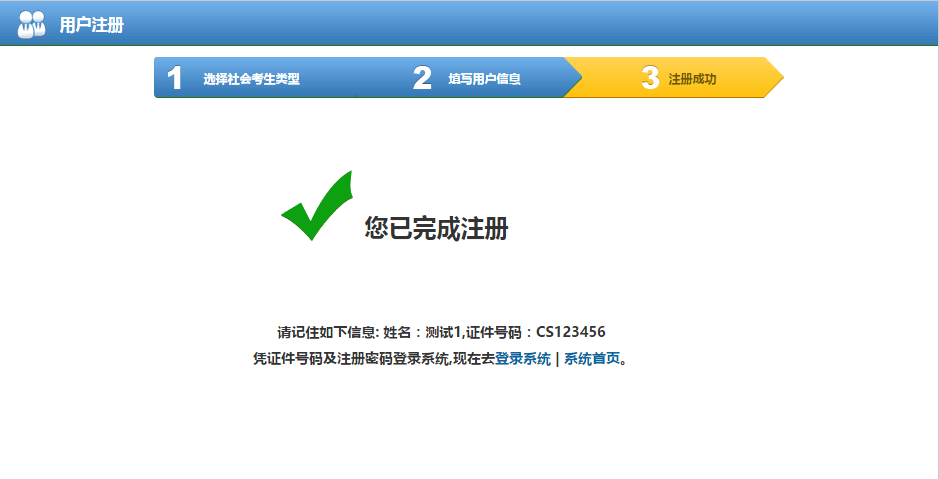 用户注册
1 选择社会考生类型 2 填写用户信息 3 注册成功
您已完成注册
请记住如下信息: 姓名：测试1,证件号码：CS123456
凭证件号码及注册密码登录系统,现在去登录系统 | 系统首页。